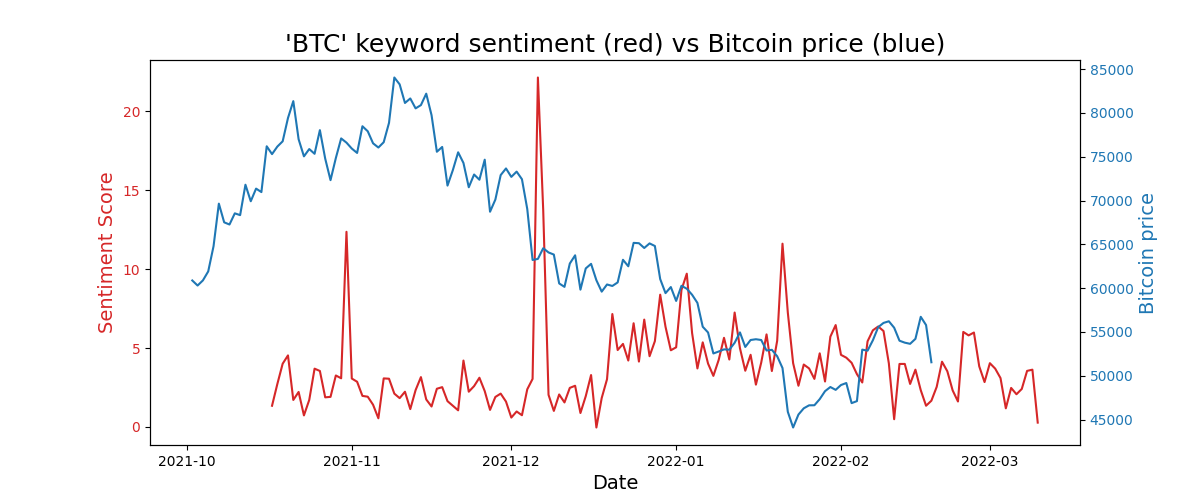 'BTC' keyword sentiment (red) vs Bitcoin price (blue)
Sentiment Score
20
15
10
5
0
85000
80000
75000
70000
65000
60000
55000
50000
45000
Bitcoin price
2021-10 2021-11 2021-12 2022-01 2022-02 2022-03
Date